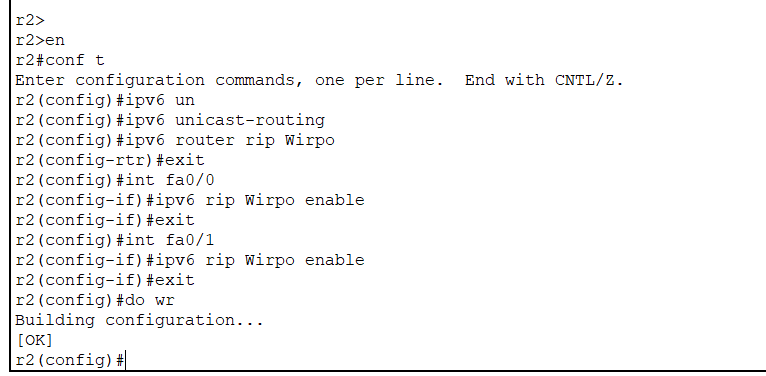 r2>
r2>en
r2#conf t
Enter configuration commands, one per line.  End with CNTL/Z.
r2(config)#ipv6 un
r2(config)#ipv6 unicast-routing
r2(config)#ipv6 router rip Wirpo
r2(config-rtr)#exit
r2(config)#int fa0/0
r2(config-if)#ipv6 rip Wirpo enable
r2(config-if)#exit
r2(config)#int fa0/1
r2(config-if)#ipv6 rip Wirpo enable
r2(config-if)#exit
r2(config)#do wr
Building configuration...
[OK]
r2(config)#